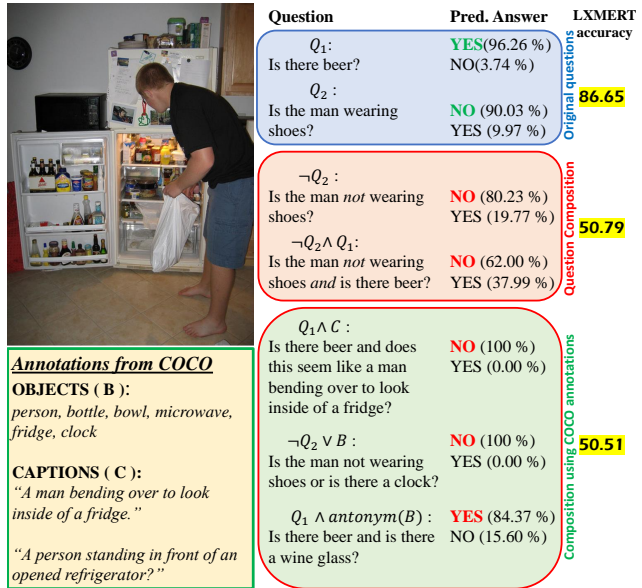 Question Pred. Answer LXMERT accuracy
Q₁:
Is there beer?
YES(96.26 %)
NO(3.74 %)
Q₂:
Is the man wearing
shoes?
NO (90.03 %)
YES (9.97 %)
Original questions
86.65
¬Q₂ :
Is the man not wearing
shoes?
NO (80.23 %)
YES (19.77 %)
¬Q₂∧ Q₁:
Is the man not wearing
shoes and is there beer?
NO (62.00 %)
YES (37.99 %)
Question Composition
50.79
Q₁∧ C :
Is there beer and does
this seem like a man
bending over to look
inside of a fridge?
NO (100 %)
YES (0.00 %)
¬Q₂ ∨ B :
Is the man not wearing
shoes or is there a clock?
NO (100 %)
YES (0.00 %)
Q₁ ∧ antonym(B) :
Is there beer and is there
a wine glass?
YES (84.37 %)
NO (15.60 %)
Composition using COCO annotations
50.51
Annotations from COCO
OBJECTS ( B ):
person, bottle, bowl, microwave,
fridge, clock
CAPTIONS ( C ):
“A man bending over to look
inside of a fridge.”
“A person standing in front of an
opened refrigerator?”